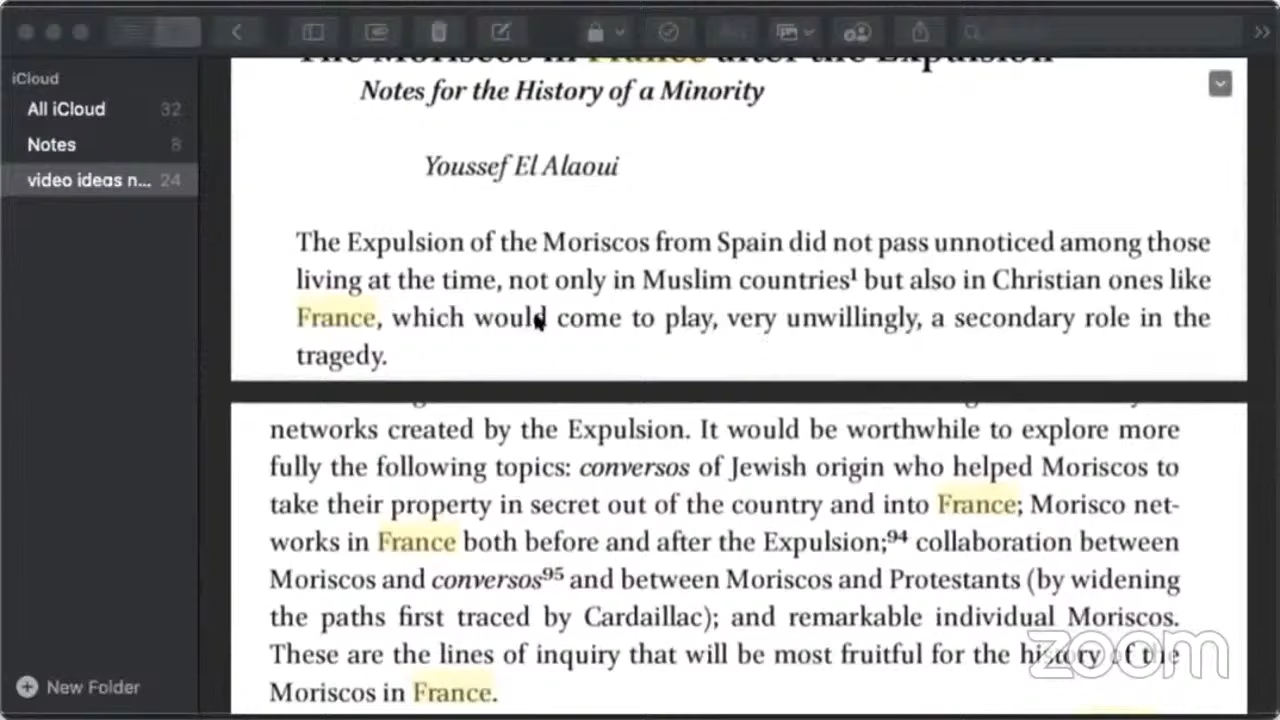 iCloud
All iCloud 32
Notes 8
video ideas n... 24
New Folder
The Moriscos in France after the Expulsion
Notes for the History of a Minority
Youssef El Alaoui
The Expulsion of the Moriscos from Spain did not pass unnoticed among those
living at the time, not only in Muslim countries¹ but also in Christian ones like
France, which would come to play, very unwillingly, a secondary role in the
tragedy.
networks created by the Expulsion. It would be worthwhile to explore more
fully the following topics: conversos of Jewish origin who helped Moriscos to
take their property in secret out of the country and into France; Morisco net-
works in France both before and after the Expulsion;⁹⁴ collaboration between
Moriscos and conversos⁹⁵ and between Moriscos and Protestants (by widening
the paths first traced by Cardaillac); and remarkable individual Moriscos.
These are the lines of inquiry that will be most fruitful for the history of the
Moriscos in France.
zoom